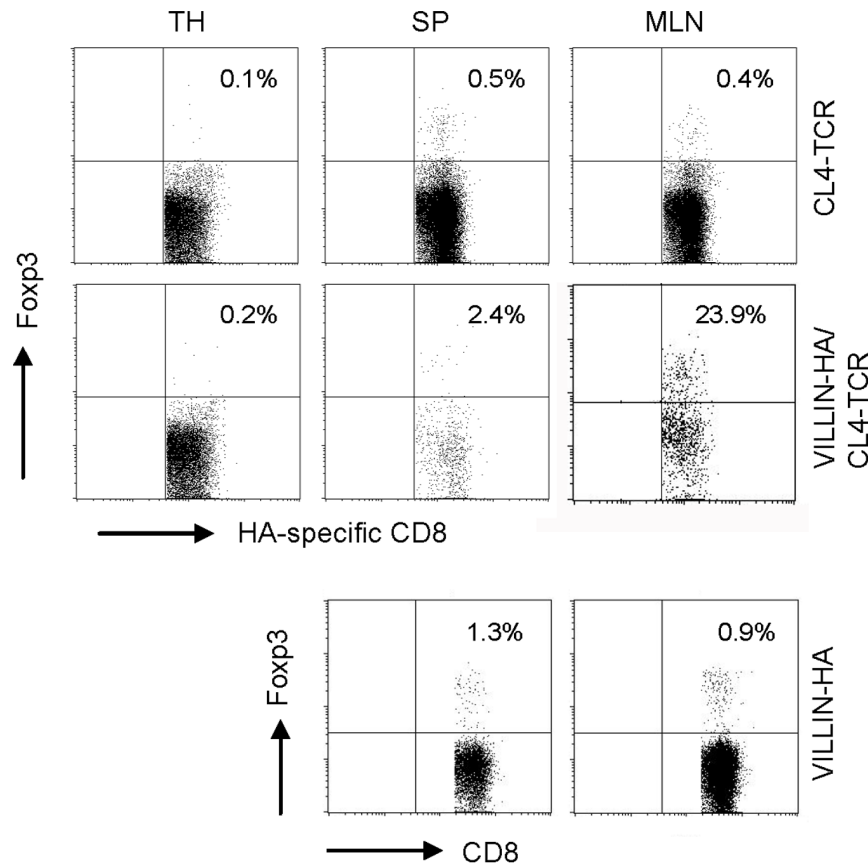 TH SP MLN
0.1% 0.5% 0.4%
CL4-TCR
Foxp3
0.2% 2.4% 23.9%
VILLIN-HA/
CL4-TCR
HA-specific CD8
Foxp3
1.3% 0.9%
VILLIN-HA
CD8